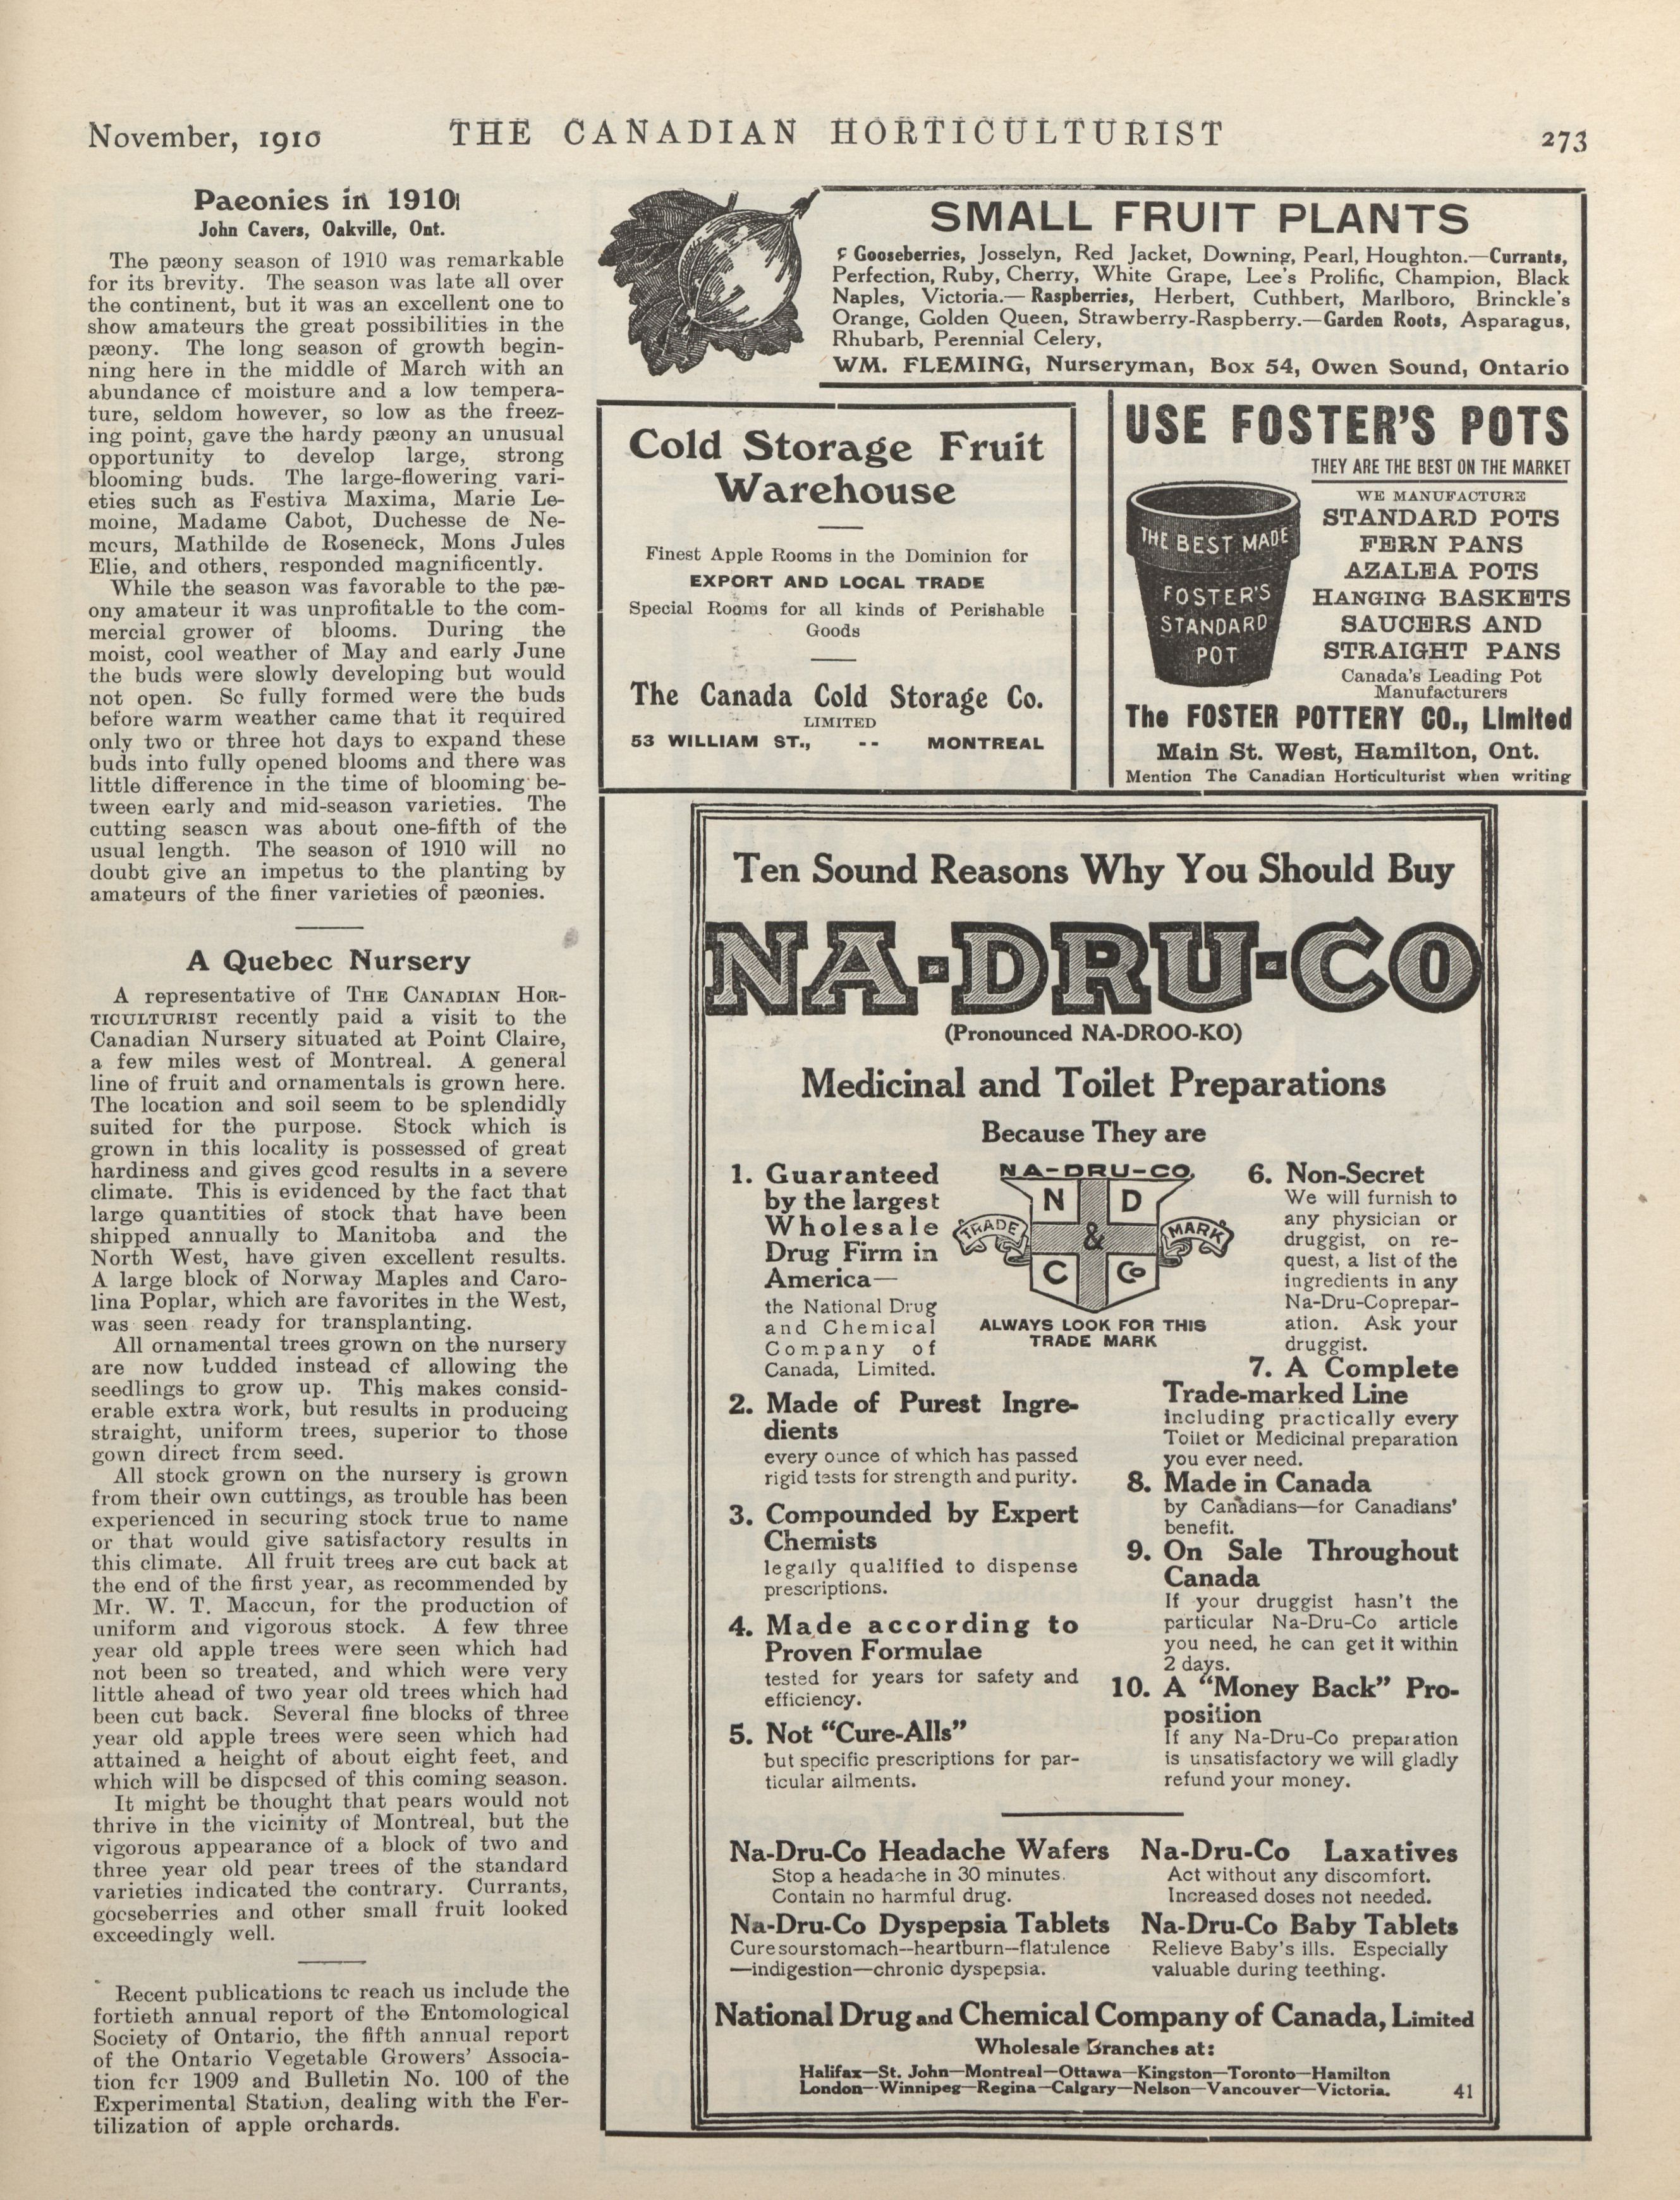 November, 1910
THE CANADIAN HORTICULTURIST
273
Paeonies in 1910
John Cavers, Oakville, Ont.
The pæony season of 1910 was remarkable
for its brevity. The season was late all over
the continent, but it was an excellent one to
show amateurs the great possibilities in the
pæony. The long season of growth begin-
ning here in the middle of March with an
abundance of moisture and a low tempera-
ture, seldom however, so low as the freez-
ing point, gave the hardy pæony an unusual
opportunity to develop large, strong
blooming buds. The large-flowering vari-
eties such as Festiva Maxima, Marie Le-
moine, Madame Cabot, Duchesse de Ne-
mours, Mathilde de Roseneck, Mons Jules
Elie, and others, responded magnificently.
While the season was favorable to the pæ-
ony amateur it was unprofitable to the com-
mercial grower of blooms. During the
moist, cool weather of May and early June
the buds were slowly developing but would
not open. So fully formed were the buds
before warm weather came that it required
only two or three hot days to expand these
buds into fully opened blooms and there was
little difference in the time of blooming be-
tween early and mid-season varieties. The
cutting season was about one-fifth of the
usual length. The season of 1910 will no
doubt give an impetus to the planting by
amateurs of the finer varieties of pæonies.
A Quebec Nursery
A representative of THE CANADIAN HOR-
TICULTURIST recently paid a visit to the
Canadian Nursery situated at Point Claire,
a few miles west of Montreal. A general
line of fruit and ornamentals is grown here.
The location and soil seem to be splendidly
suited for the purpose. Stock which is
grown in this locality is possessed of great
hardiness and gives good results in a severe
climate. This is evidenced by the fact that
large quantities of stock that have been
shipped annually to Manitoba and the
North West, have given excellent results.
A large block of Norway Maples and Caro-
lina Poplar, which are favorites in the West,
was seen ready for transplanting.
All ornamental trees grown on the nursery
are now budded instead of allowing the
seedlings to grow up. This makes consid-
erable extra work, but results in producing
straight, uniform trees, superior to those
gown direct from seed.
All stock grown on the nursery is grown
from their own cuttings, as trouble has been
experienced in securing stock true to name
or that would give satisfactory results in
this climate. All fruit trees are cut back at
the end of the first year, as recommended by
Mr. W. T. Macoun, for the production of
uniform and vigorous stock. A few three
year old apple trees were seen which had
not been so treated, and which were very
little ahead of two year old trees which had
been cut back. Several fine blocks of three
year old apple trees were seen which had
attained a height of about eight feet, and
which will be disposed of this coming season.
It might be thought that pears would not
thrive in the vicinity of Montreal, but the
vigorous appearance of a block of two and
three year old pear trees of the standard
varieties indicated the contrary. Currants,
gooseberries and other small fruit looked
exceedingly well.
Recent publications to reach us include the
fortieth annual report of the Entomological
Society of Ontario, the fifth annual report
of the Ontario Vegetable Growers' Associa-
tion for 1909 and Bulletin No. 100 of the
Experimental Station, dealing with the Fer-
tilization of apple orchards.
SMALL FRUIT PLANTS
Gooseberries, Josselyn, Red Jacket, Downing, Pearl, Houghton.—Currants,
Perfection, Ruby, Cherry, White Grape, Lee's Prolific, Champion, Black
Naples, Victoria.— Raspberries, Herbert, Cuthbert, Marlboro, Brinckle's
Orange, Golden Queen, Strawberry-Raspberry.—Garden Roots, Asparagus,
Rhubarb, Perennial Celery,
WM. FLEMING, Nurseryman, Box 54, Owen Sound, Ontario
Cold Storage Fruit
Warehouse
Finest Apple Rooms in the Dominion for
EXPORT AND LOCAL TRADE
Special Rooms for all kinds of Perishable
Goods
The Canada Cold Storage Co.
LIMITED
53 WILLIAM ST., -- MONTREAL
USE FOSTER'S POTS
THEY ARE THE BEST ON THE MARKET
THE BEST MADE
FOSTER'S
STANDARD
POT
WE MANUFACTURE
STANDARD POTS
FERN PANS
AZALEA POTS
HANGING BASKETS
SAUCERS AND
STRAIGHT PANS
Canada's Leading Pot
Manufacturers
The FOSTER POTTERY CO., Limited
Main St. West, Hamilton, Ont.
Mention The Canadian Horticulturist when writing
Ten Sound Reasons Why You Should Buy
NA-DRU-CO
(Pronounced NA-DROO-KO)
Medicinal and Toilet Preparations
Because They are
1. Guaranteed
by the largest
Wholesale
Drug Firm in
America—
the National Drug
and Chemical
Company of
Canada, Limited.
2. Made of Purest Ingre-
dients
every ounce of which has passed
rigid tests for strength and purity.
3. Compounded by Expert
Chemists
legally qualified to dispense
prescriptions.
4. Made according to
Proven Formulae
tested for years for safety and
efficiency.
5. Not "Cure-Alls"
but specific prescriptions for par-
ticular ailments.
NA-DRU-CO
TRADE
N D
&
C Co
MARK
ALWAYS LOOK FOR THIS
TRADE MARK
6. Non-Secret
We will furnish to
any physician or
druggist, on re-
quest, a list of the
ingredients in any
Na-Dru-Coprepar-
ation. Ask your
druggist.
7. A Complete
Trade-marked Line
including practically every
Toilet or Medicinal preparation
you ever need.
8. Made in Canada
by Canadians—for Canadians'
benefit.
9. On Sale Throughout
Canada
If your druggist hasn't the
particular Na-Dru-Co article
you need, he can get it within
2 days.
10. A "Money Back" Pro-
position
If any Na-Dru-Co preparation
is unsatisfactory we will gladly
refund your money.
Na-Dru-Co Headache Wafers
Stop a headache in 30 minutes.
Contain no harmful drug.
Na-Dru-Co Dyspepsia Tablets
Cure sour stomach—heartburn—flatulence
—indigestion—chronic dyspepsia.
Na-Dru-Co Laxatives
Act without any discomfort.
Increased doses not needed.
Na-Dru-Co Baby Tablets
Relieve Baby's ills. Especially
valuable during teething.
National Drug and Chemical Company of Canada, Limited
Wholesale Branches at:
Halifax—St. John—Montreal—Ottawa—Kingston—Toronto—Hamilton
London—Winnipeg—Regina—Calgary—Nelson—Vancouver—Victoria.
41